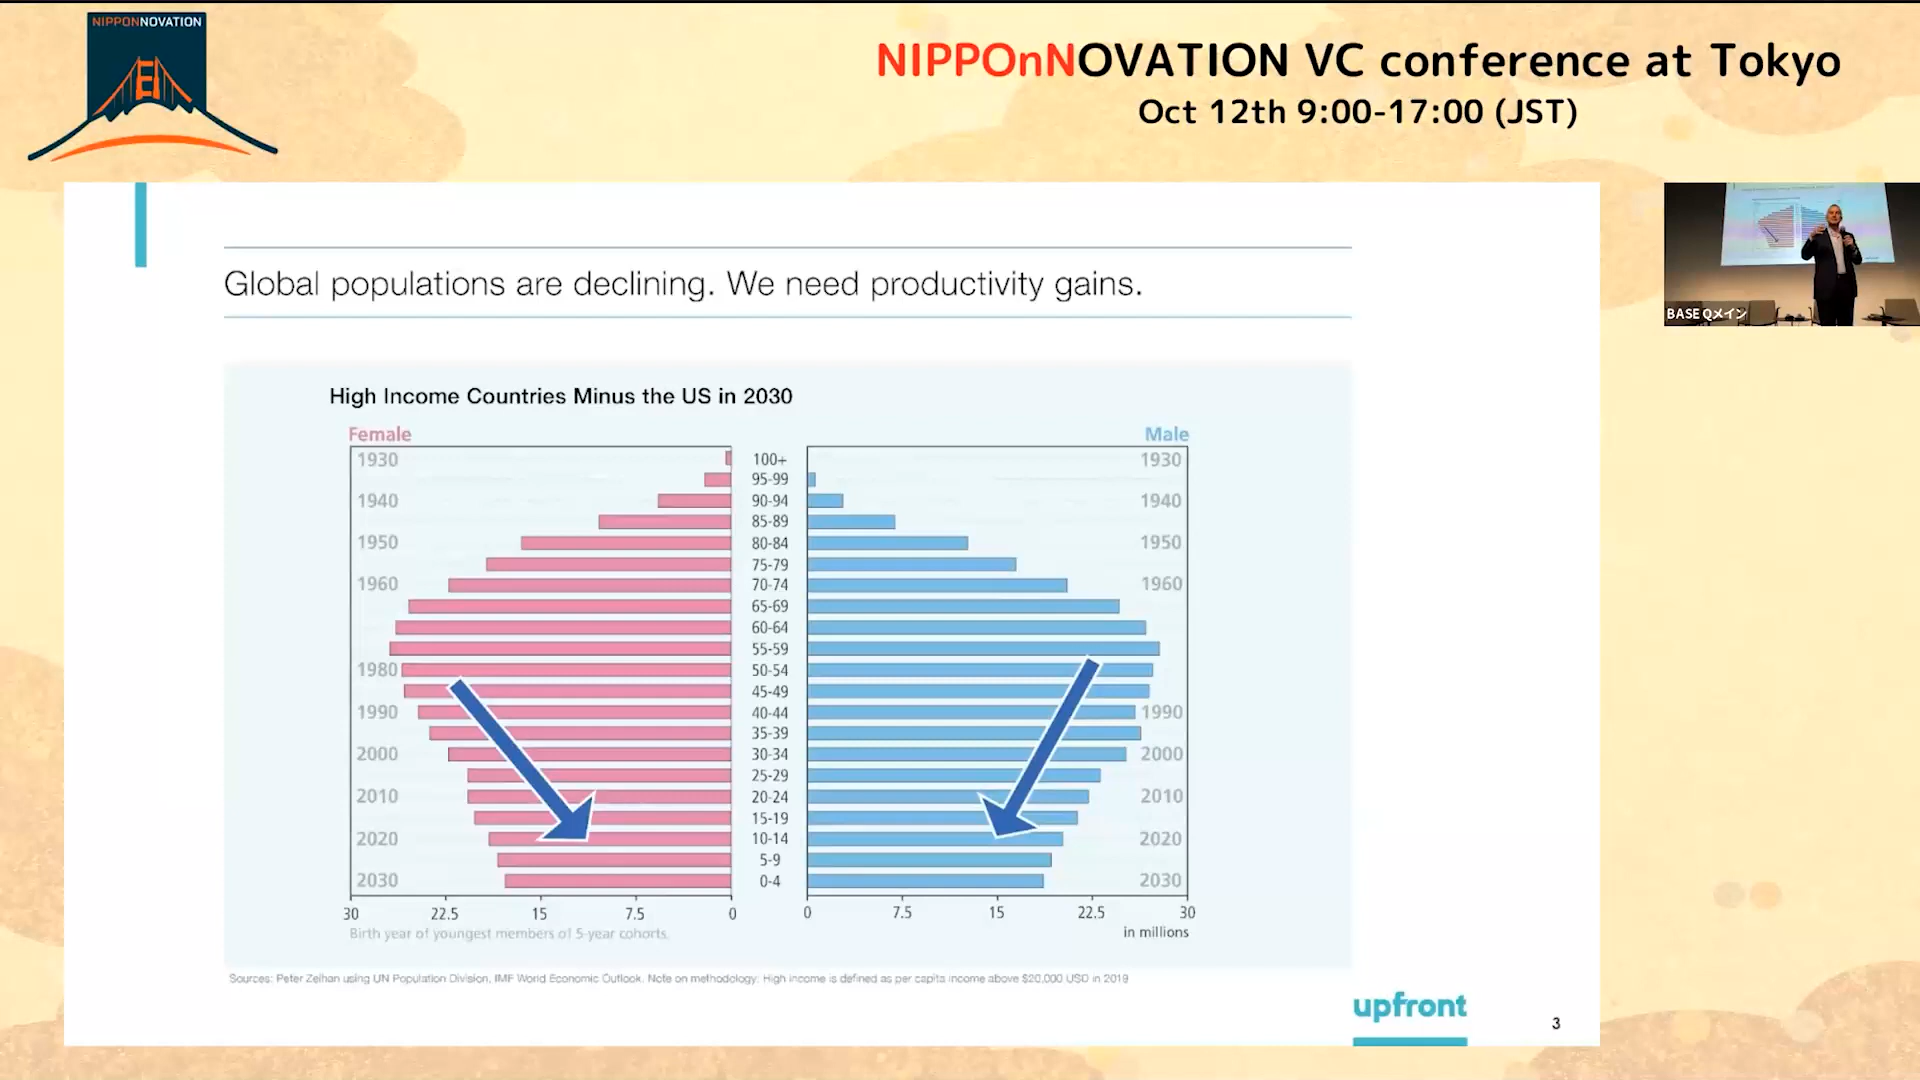 NIPPONNOVATION
NIPPOnNOVATION VC conference at Tokyo
Oct 12th 9:00-17:00 (JST)
BASE Qメイン
Global populations are declining. We need productivity gains.
High Income Countries Minus the US in 2030
Female
Male
1930 100+ 1930
95-99
1940 90-94 1940
85-89
1950 80-84 1950
75-79
1960 70-74 1960
65-69
60-64
55-59
1980 50-54
45-49
1990 40-44 1990
35-39
2000 30-34 2000
25-29
2010 20-24 2010
15-19
2020 10-14 2020
5-9
2030 0-4 2030
30 22.5 15 7.5 0 0 7.5 15 22.5 30
Birth year of youngest members of 5-year cohorts.
in millions
Sources: Peter Zeihan using UN Population Division, IMF World Economic Outlook. Note on methodology: High income is defined as per capita income above $20,000 USD in 2019
upfront
3